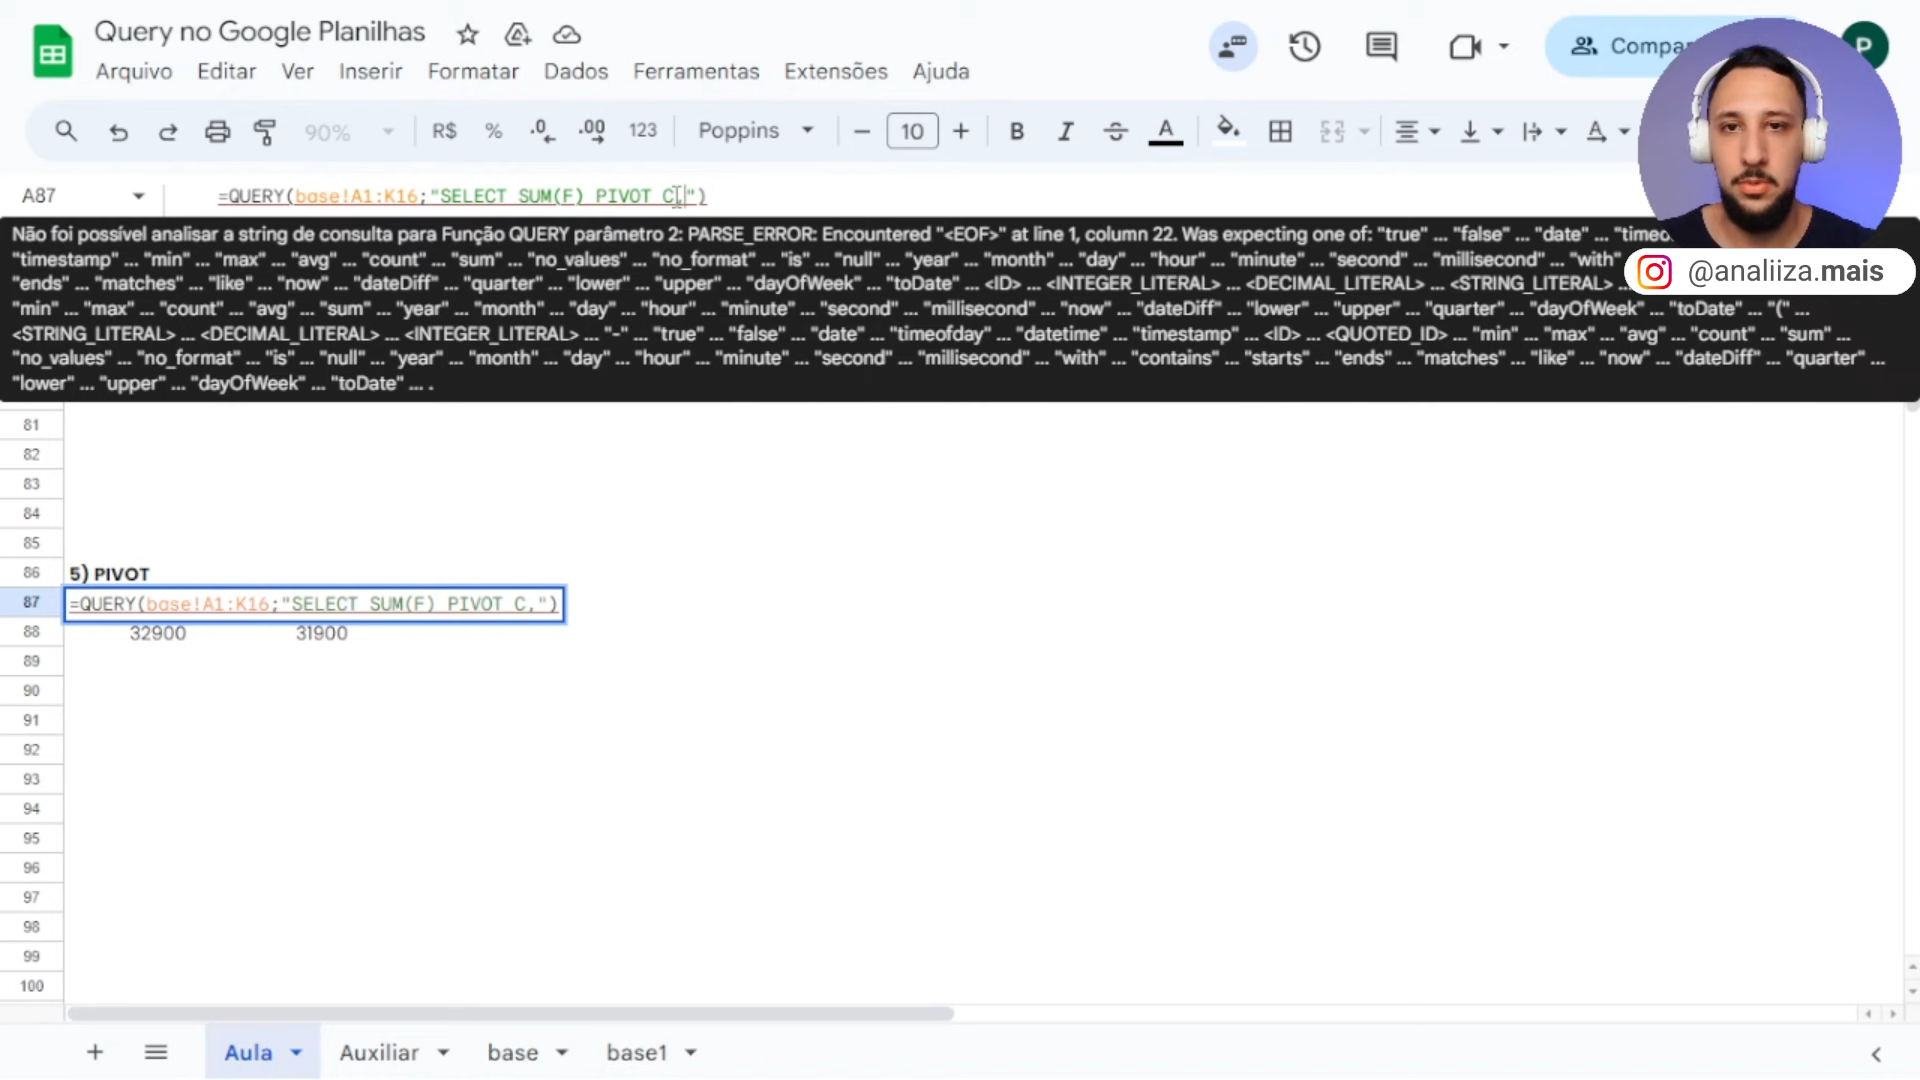 Query no Google Planilhas
Arquivo Editar Ver Inserir Formatar Dados Ferramentas Extensões Ajuda
P
90% R$ % .0 .00 123 Poppins 10 B I A A
A87 =QUERY(base!A1:K16;"SELECT SUM(F) PIVOT C,")
Não foi possível analisar a string de consulta para Função QUERY parâmetro 2: PARSE_ERROR: Encountered "<EOF>" at line 1, column 22. Was expecting one of: "true" ... "false" ... "date" ...
"timestamp" ... "min" ... "max" ... "avg" ... "count" ... "sum" ... "no_values" ... "no_format" ... "is" ... "null" ... "year" ... "month" ... "day" ... "hour" ... "minute" ... "second" ... "millisecond" ... "with"
"ends" ... "matches" ... "like" ... "now" ... "dateDiff" ... "quarter" ... "lower" ... "upper" ... "dayOfWeek" ... "toDate" ... <ID> ... <INTEGER_LITERAL> ... <DECIMAL_LITERAL> ... <STRING_LITERAL>
@analiiza.mais
"min" ... "max" ... "count" ... "avg" ... "sum" ... "year" ... "month" ... "day" ... "hour" ... "minute" ... "second" ... "millisecond" ... "now" ... "dateDiff" ... "lower" ... "upper" ... "quarter" ... "dayOfWeek" ... "toDate" ... "(" ...
<STRING_LITERAL> ... <DECIMAL_LITERAL> ... <INTEGER_LITERAL> ... "-" ... "true" ... "false" ... "date" ... "timeofday" ... "datetime" ... "timestamp" ... <ID> ... <QUOTED_ID> ... "min" ... "max" ... "avg" ... "count" ... "sum" ...
"no_values" ... "no_format" ... "is" ... "null" ... "year" ... "month" ... "day" ... "hour" ... "minute" ... "second" ... "millisecond" ... "with" ... "contains" ... "starts" ... "ends" ... "matches" ... "like" ... "now" ... "dateDiff" ... "quarter" ...
"lower" ... "upper" ... "dayOfWeek" ... "toDate" ... .
81
82
83
84
85
86 5) PIVOT
87 =QUERY(base!A1:K16;"SELECT SUM(F) PIVOT C,")
88 32900 31900
89
90
91
92
93
94
95
96
97
98
99
100
Aula Auxiliar base base1